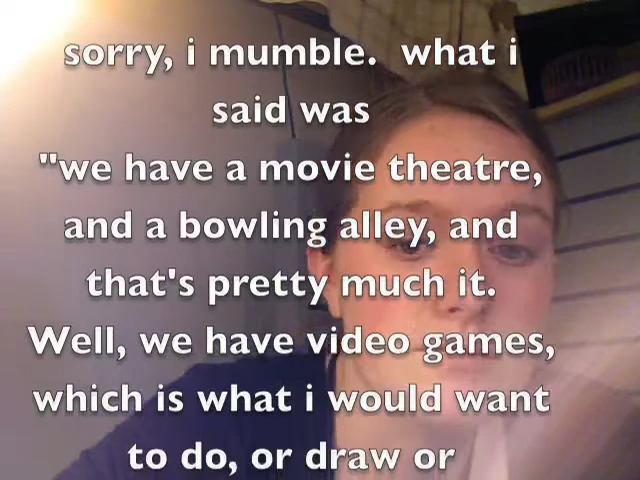 sorry, i mumble.  what i
said was
"we have a movie theatre,
and a bowling alley, and
that's pretty much it.
Well, we have video games,
which is what i would want
to do, or draw or